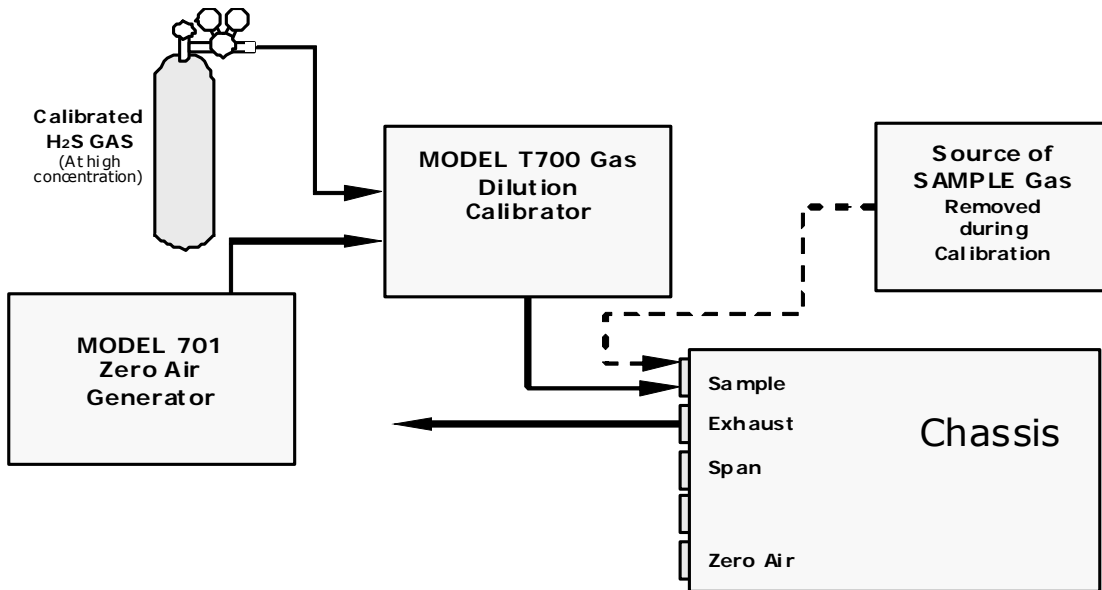 Calibrated
H2S GAS
(At high
concentration)
MODEL T700 Gas
Dilution
Calibrator
Source of
SAMPLE Gas
Removed
during
Calibration
MODEL 701
Zero Air
Generator
Sample
Exhaust
Span
Zero Air
Chassis